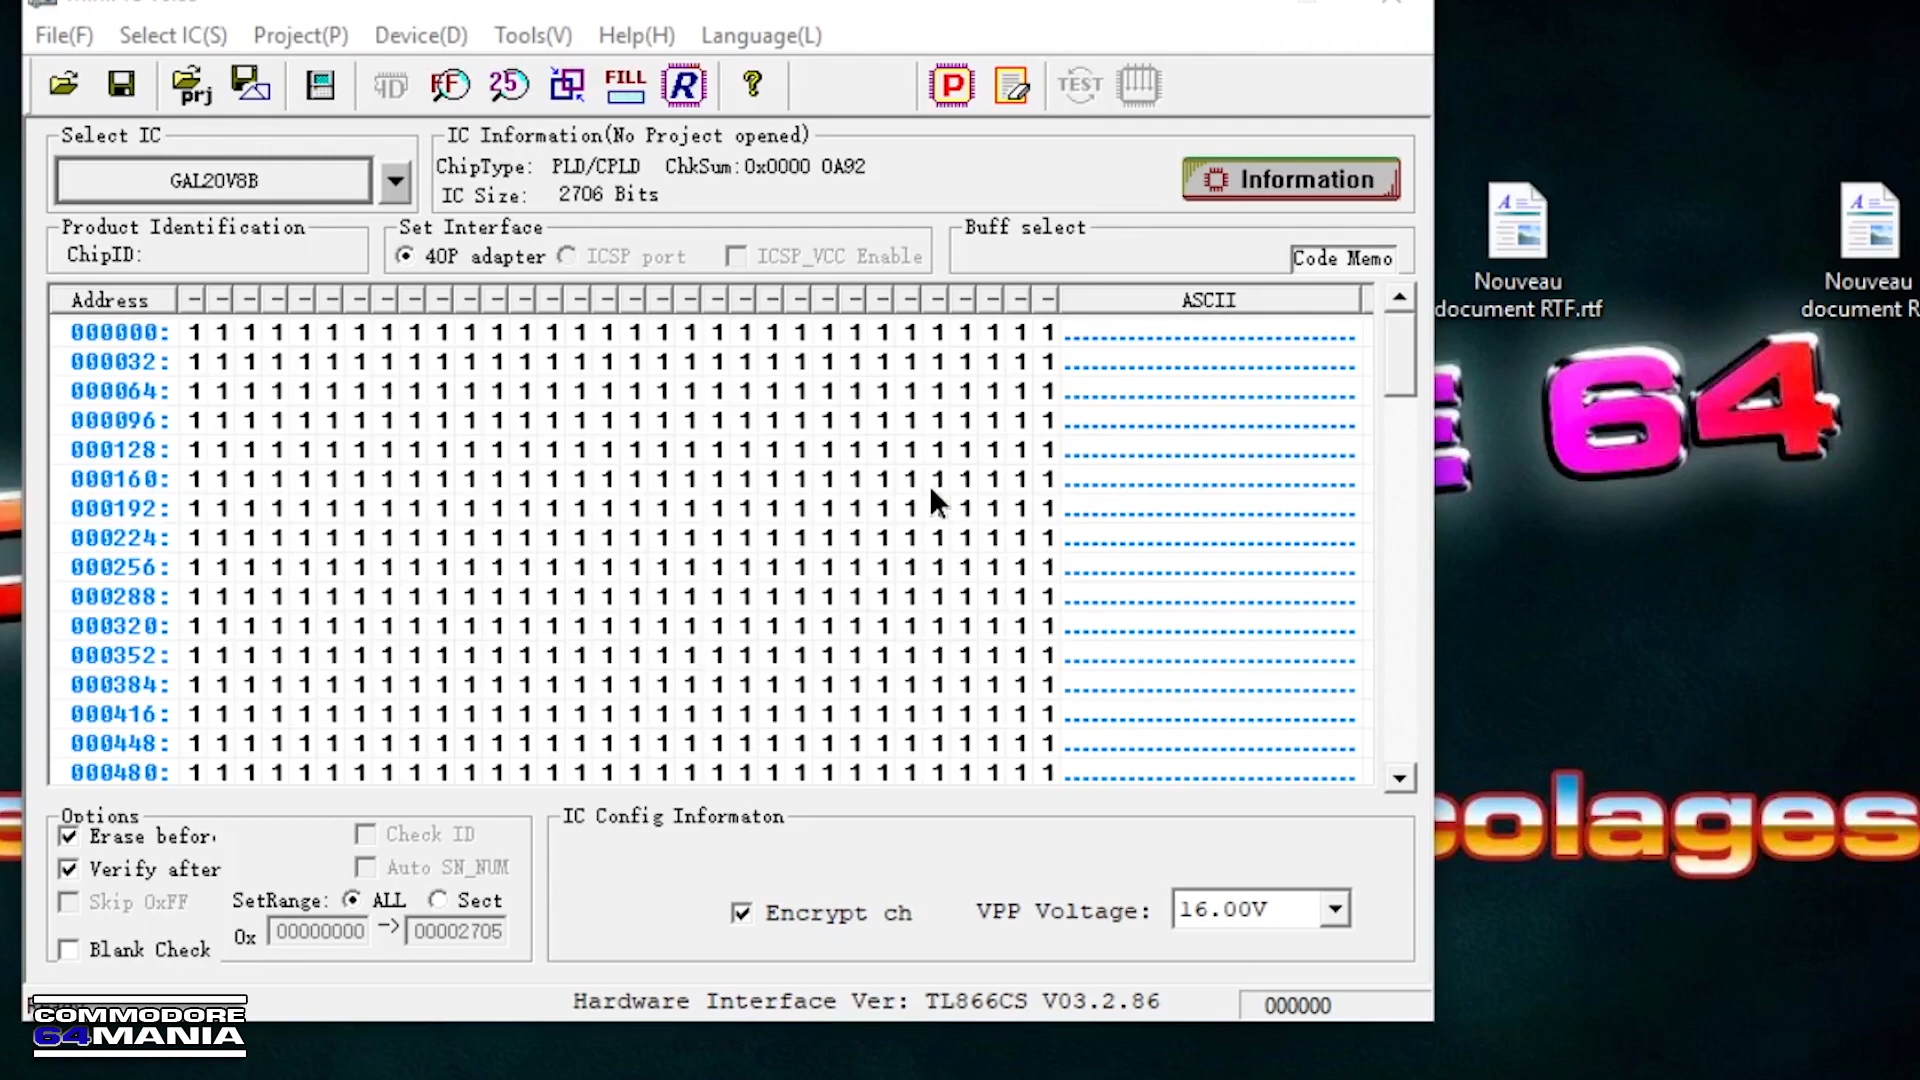 File(F) Select IC(S) Project(P) Device(D) Tools(V) Help(H) Language(L)
prj FF 25 FILL R ? P TEST
Select IC
GAL20V8B
IC Information(No Project opened)
ChipType: PLD/CPLD ChkSum:0x0000 0A92
IC Size: 2706 Bits
Information
Product Identification
ChipID:
Set Interface
40P adapter ICSP port ICSP_VCC Enable
Buff select
Code Memo
Address - - - - - - - - - - - - - - - - - - - - - - - - - - - - - - - - ASCII
000000: 1 1 1 1 1 1 1 1 1 1 1 1 1 1 1 1 1 1 1 1 1 1 1 1 1 1 1 1 1 1 1 1 ................................
000032: 1 1 1 1 1 1 1 1 1 1 1 1 1 1 1 1 1 1 1 1 1 1 1 1 1 1 1 1 1 1 1 1 ................................
000064: 1 1 1 1 1 1 1 1 1 1 1 1 1 1 1 1 1 1 1 1 1 1 1 1 1 1 1 1 1 1 1 1 ................................
000096: 1 1 1 1 1 1 1 1 1 1 1 1 1 1 1 1 1 1 1 1 1 1 1 1 1 1 1 1 1 1 1 1 ................................
000128: 1 1 1 1 1 1 1 1 1 1 1 1 1 1 1 1 1 1 1 1 1 1 1 1 1 1 1 1 1 1 1 1 ................................
000160: 1 1 1 1 1 1 1 1 1 1 1 1 1 1 1 1 1 1 1 1 1 1 1 1 1 1 1 1 1 1 1 1 ................................
000192: 1 1 1 1 1 1 1 1 1 1 1 1 1 1 1 1 1 1 1 1 1 1 1 1 1 1 1 1 1 1 1 1 ................................
000224: 1 1 1 1 1 1 1 1 1 1 1 1 1 1 1 1 1 1 1 1 1 1 1 1 1 1 1 1 1 1 1 1 ................................
000256: 1 1 1 1 1 1 1 1 1 1 1 1 1 1 1 1 1 1 1 1 1 1 1 1 1 1 1 1 1 1 1 1 ................................
000288: 1 1 1 1 1 1 1 1 1 1 1 1 1 1 1 1 1 1 1 1 1 1 1 1 1 1 1 1 1 1 1 1 ................................
000320: 1 1 1 1 1 1 1 1 1 1 1 1 1 1 1 1 1 1 1 1 1 1 1 1 1 1 1 1 1 1 1 1 ................................
000352: 1 1 1 1 1 1 1 1 1 1 1 1 1 1 1 1 1 1 1 1 1 1 1 1 1 1 1 1 1 1 1 1 ................................
000384: 1 1 1 1 1 1 1 1 1 1 1 1 1 1 1 1 1 1 1 1 1 1 1 1 1 1 1 1 1 1 1 1 ................................
000416: 1 1 1 1 1 1 1 1 1 1 1 1 1 1 1 1 1 1 1 1 1 1 1 1 1 1 1 1 1 1 1 1 ................................
000448: 1 1 1 1 1 1 1 1 1 1 1 1 1 1 1 1 1 1 1 1 1 1 1 1 1 1 1 1 1 1 1 1 ................................
000480: 1 1 1 1 1 1 1 1 1 1 1 1 1 1 1 1 1 1 1 1 1 1 1 1 1 1 1 1 1 1 1 1 ................................
Options
Erase befor
Check ID
Verify after
Auto SN_NUM
Skip 0xFF
SetRange: ALL Sect
0x 00000000 -> 00002705
Blank Check
IC Config Informaton
Encrypt ch
VPP Voltage: 16.00V
Hardware Interface Ver: TL866CS V03.2.86
000000
COMMODORE
64MANIA
Nouveau
document RTF.rtf
Nouveau
document R
E 64
colages